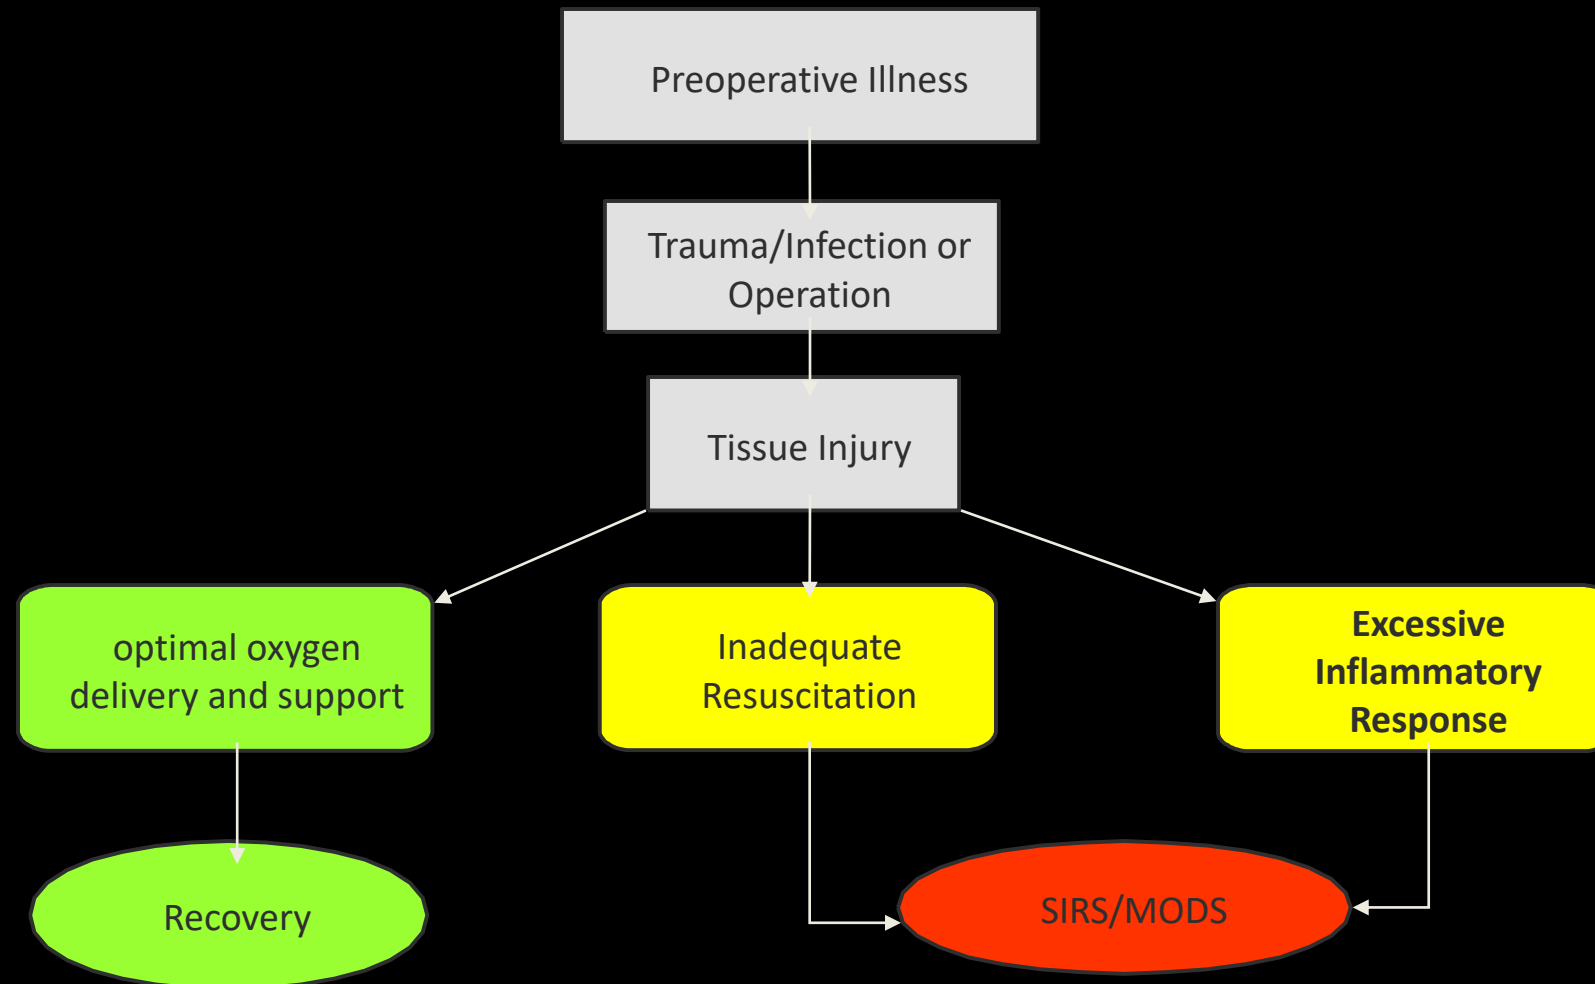 Preoperative Illness
Trauma/Infection or
Operation
Tissue Injury
optimal oxygen
delivery and support
Inadequate
Resuscitation
Excessive
Inflammatory
Response
Recovery
SIRS/MODS